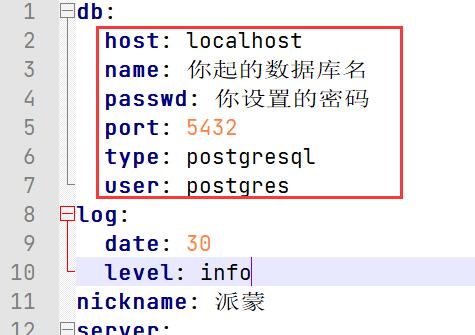 1 db:
2 host: localhost
3 name: 你起的数据库名
4 passwd: 你设置的密码
5 port: 5432
6 type: postgresql
7 user: postgres
8 log:
9 date: 30
10 level: info
11 nickname: 派蒙
12 server: